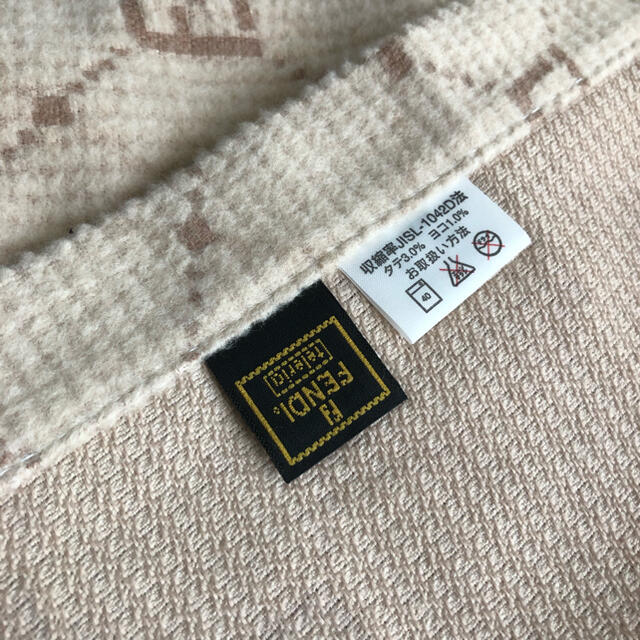 FF
FENDI.
relarici
収縮率JISL-1042D法
タテ3.0% ヨコ1.0%
お取扱い方法
40